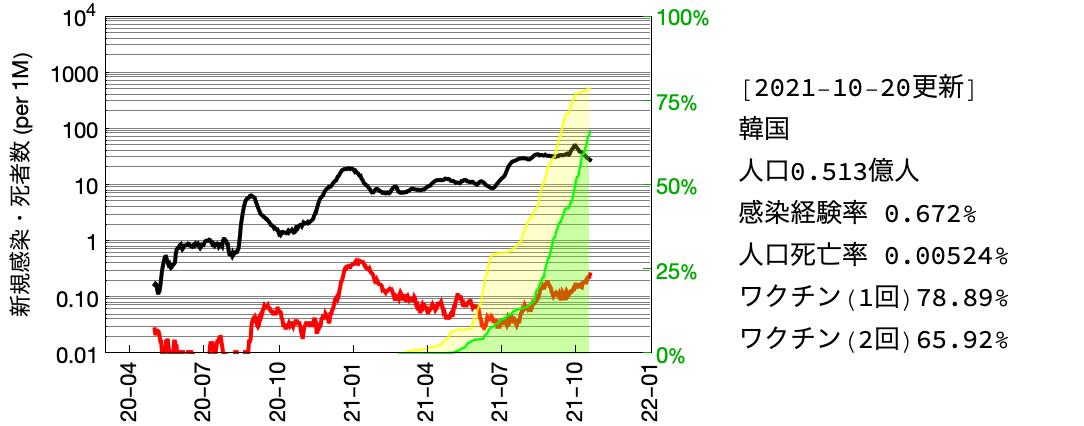 新規感染・死者数 (per 1M)
10^4
1000
100
10
1
0.10
0.01
100%
75%
50%
25%
0%
20-04
20-07
20-10
21-01
21-04
21-07
21-10
22-01
[2021-10-20更新]
韓国
人口0.513億人
感染経験率 0.672%
人口死亡率 0.00524%
ワクチン(1回)78.89%
ワクチン(2回)65.92%